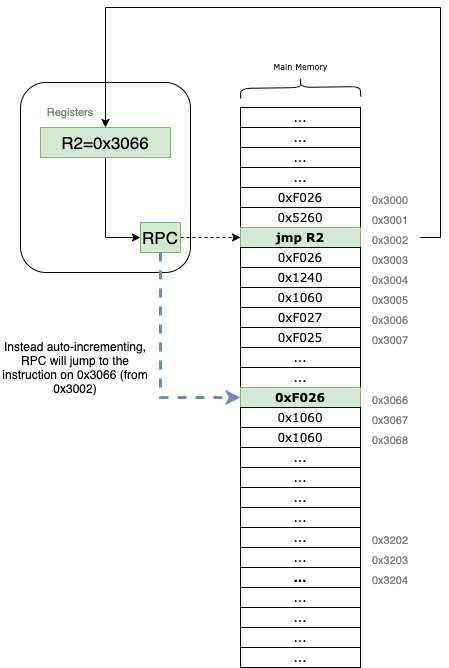 Main Memory
Registers
R2=0x3066
RPC
Instead auto-incrementing,
RPC will jump to the
instruction on 0x3066 (from
0x3002)
...
...
...
...
0xF026 0x3000
0x5260 0x3001
jmp R2 0x3002
0xF026 0x3003
0x1240 0x3004
0x1060 0x3005
0xF027 0x3006
0xF025 0x3007
...
...
0xF026 0x3066
0x1060 0x3067
0x1060 0x3068
...
...
...
...
... 0x3202
... 0x3203
... 0x3204
...
...
...
...